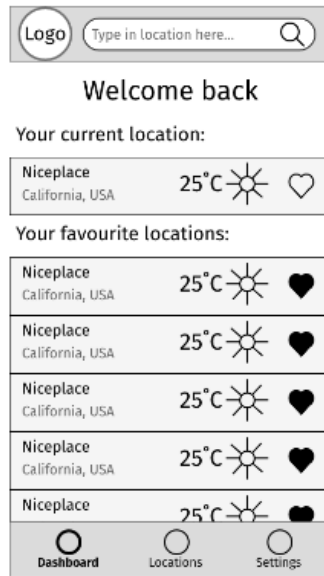 Logo
Type in location here...
Welcome back
Your current location:
Niceplace
California, USA
25°C
Your favourite locations:
Niceplace
California, USA
25°C
Niceplace
California, USA
25°C
Niceplace
California, USA
25°C
Niceplace
California, USA
25°C
Niceplace
25°C
Dashboard
Locations
Settings